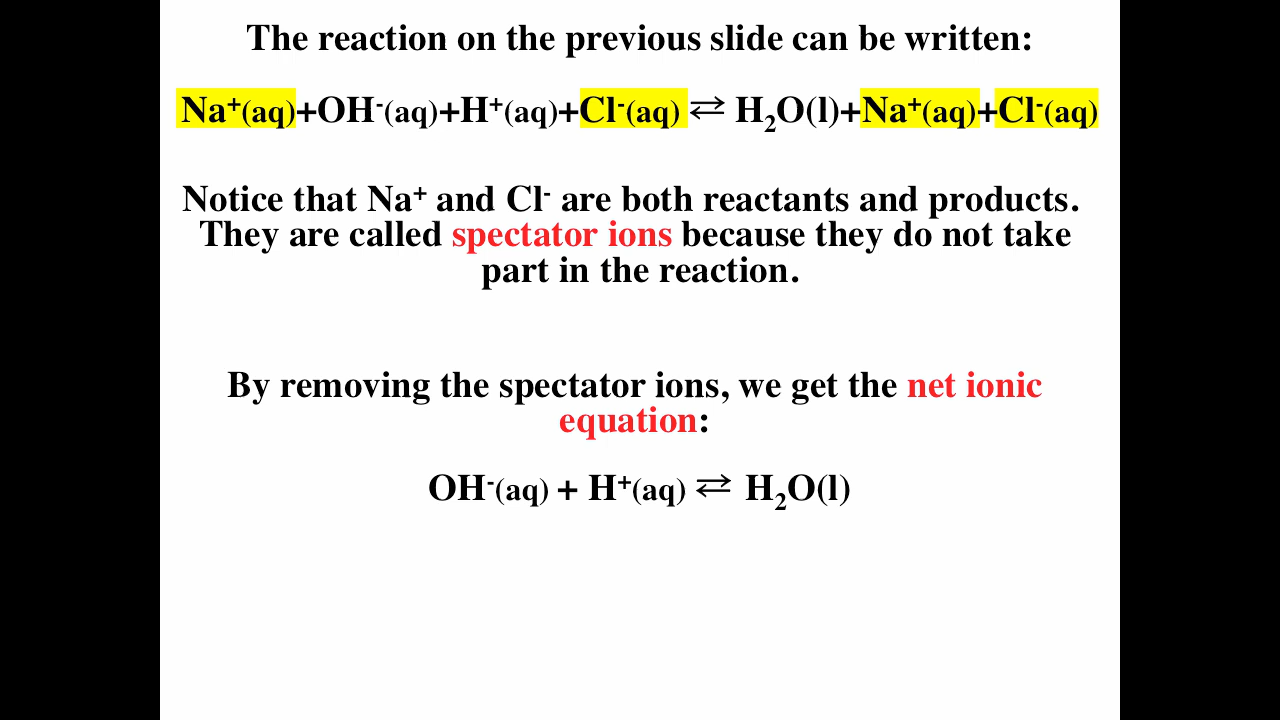 The reaction on the previous slide can be written:
Na⁺(aq)+OH⁻(aq)+H⁺(aq)+Cl⁻(aq) ⇄ H₂O(l)+Na⁺(aq)+Cl⁻(aq)
Notice that Na⁺ and Cl⁻ are both reactants and products.
They are called spectator ions because they do not take
part in the reaction.
By removing the spectator ions, we get the net ionic
equation:
OH⁻(aq) + H⁺(aq) ⇄ H₂O(l)